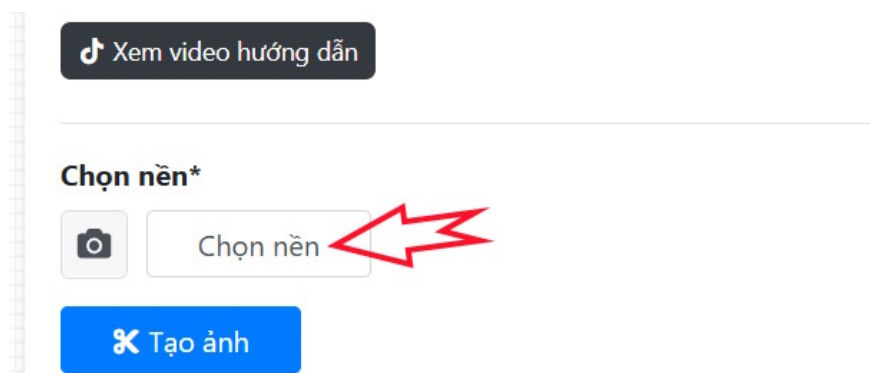 Xem video hướng dẫn
Chọn nền*
Chọn nền
Tạo ảnh